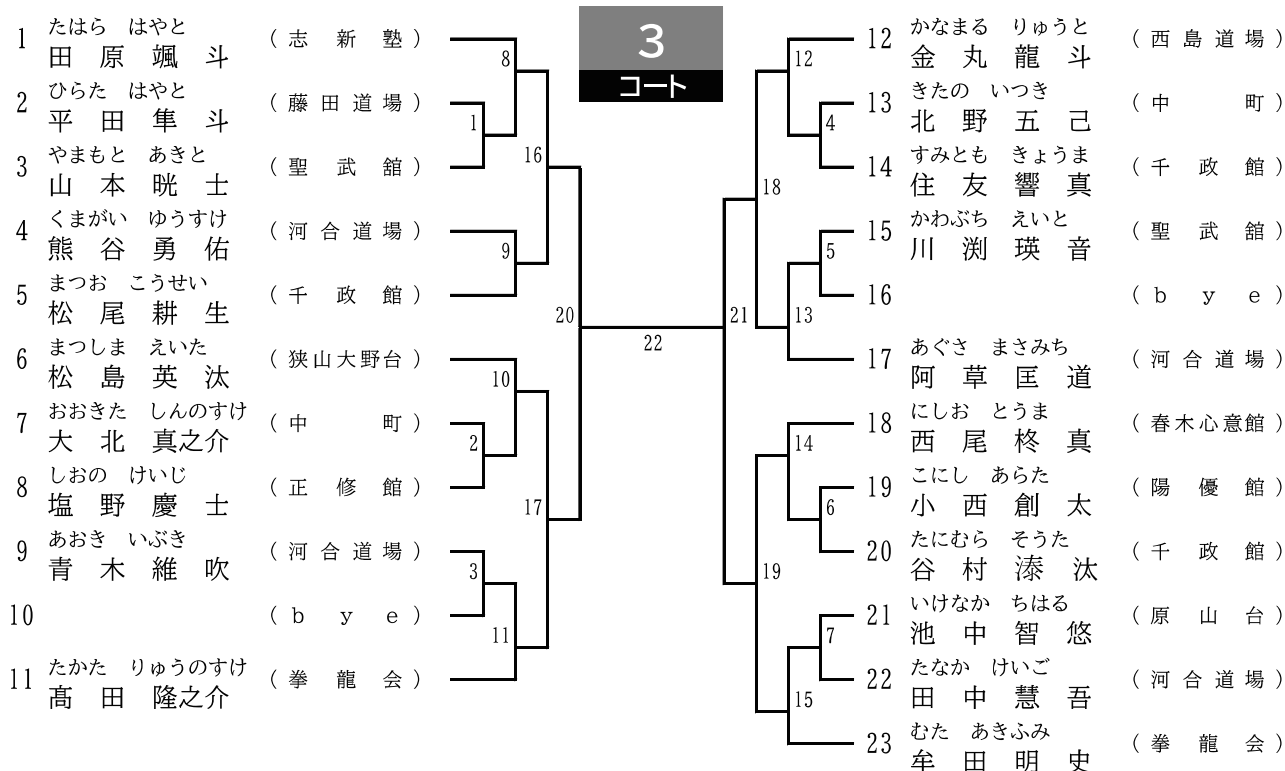 3
コート
たはら　はやと
1 田原颯斗 (志新塾)
8
ひらた　はやと
2 平田隼斗 (藤田道場)
1
やまもと　あきと
3 山本晄士 (聖武舘)
16
くまがい　ゆうすけ
4 熊谷勇佑 (河合道場)
9
まつお　こうせい
5 松尾耕生 (千政館)
20
まつしま　えいた
6 松島英汰 (狭山大野台)
10
おおきた　しんのすけ
7 大北真之介 (中町)
2
しおの　けいじ
8 塩野慶士 (正修館)
17
あおき　いぶき
9 青木維吹 (河合道場)
3
10 (bye)
11
たかた　りゅうのすけ
11 髙田隆之介 (拳龍会)
22
かなまる　りゅうと
12 金丸龍斗 (西島道場)
12
きたの　いつき
13 北野五己 (中町)
4
すみとも　きょうま
14 住友響真 (千政館)
18
かわぶち　えいと
15 川渕瑛音 (聖武舘)
5
16 (bye)
21
13
あぐさ　まさみち
17 阿草匡道 (河合道場)
にしお　とうま
18 西尾柊真 (春木心意館)
14
こにし　あらた
19 小西創太 (陽優館)
6
たにむら　そうた
20 谷村溙汰 (千政館)
19
いけなか　ちはる
21 池中智悠 (原山台)
7
たなか　けいご
22 田中慧吾 (河合道場)
15
むた　あきふみ
23 牟田明史 (拳龍会)